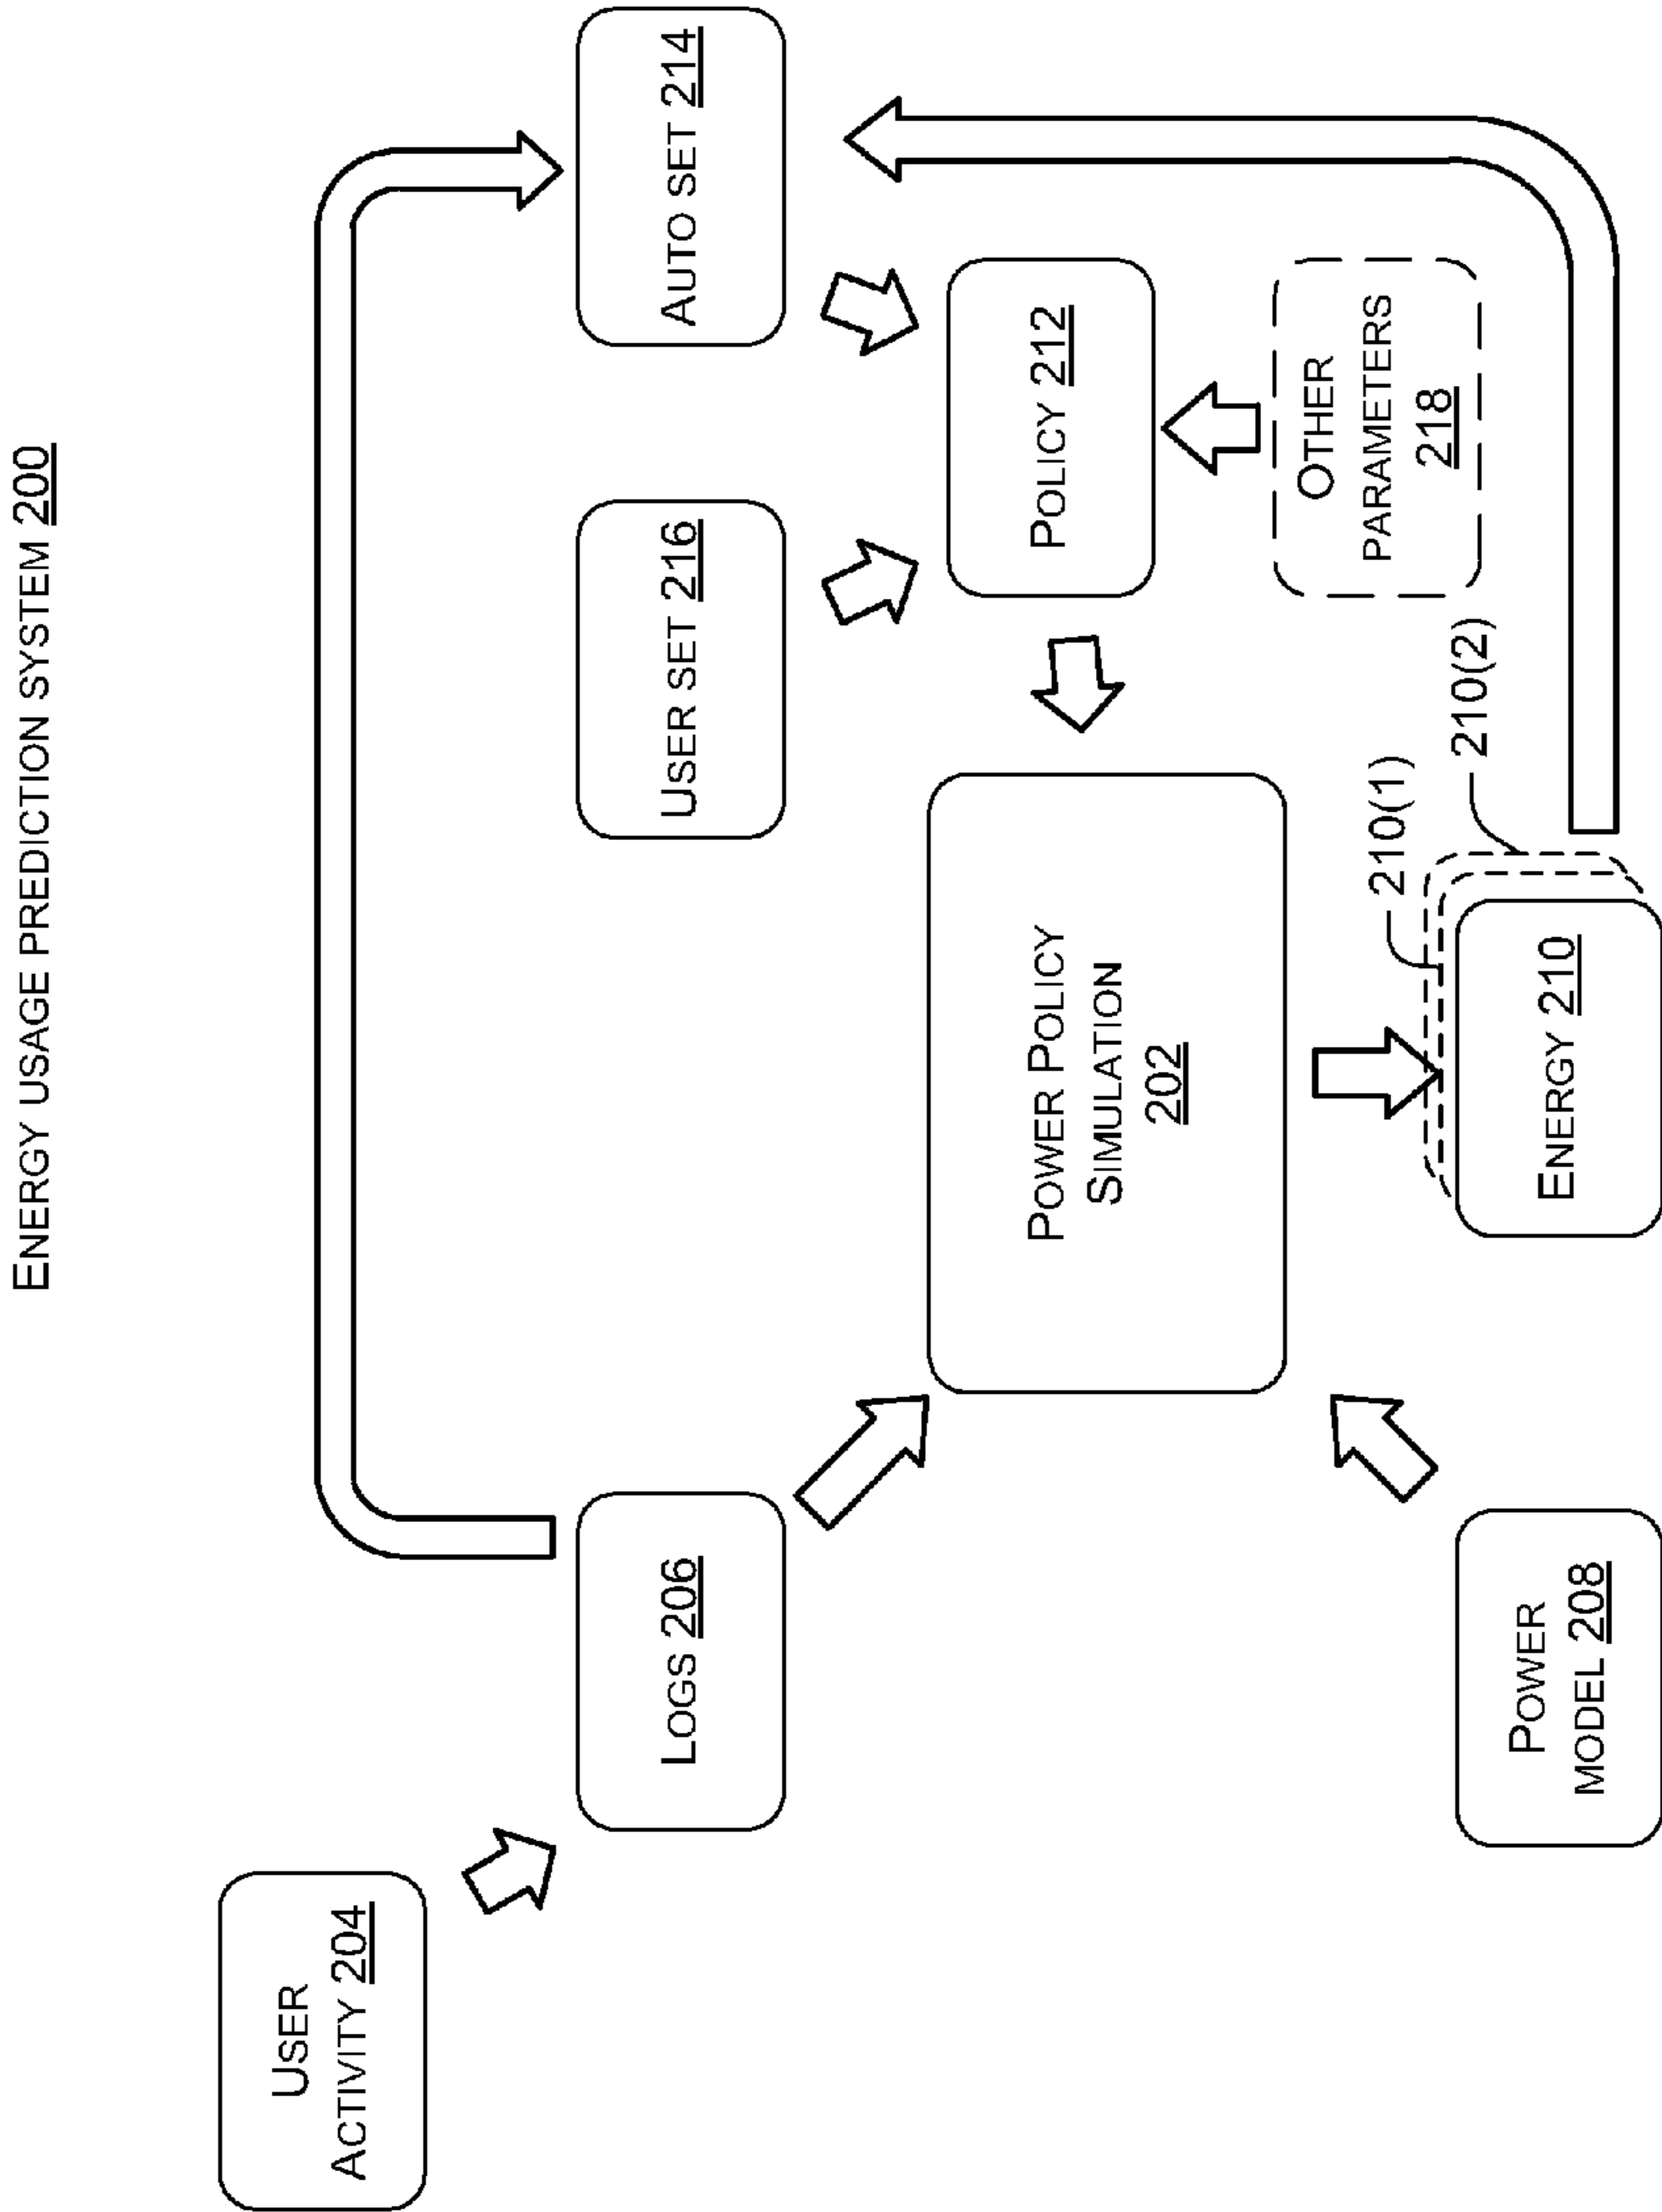 ENERGY USAGE PREDICTION SYSTEM 200
USER
ACTIVITY 204
LOGS 206
USER SET 216
AUTO SET 214
POWER POLICY
SIMULATION
202
POLICY 212
OTHER
PARAMETERS
218
POWER
MODEL 208
ENERGY 210
210(1)
210(2)